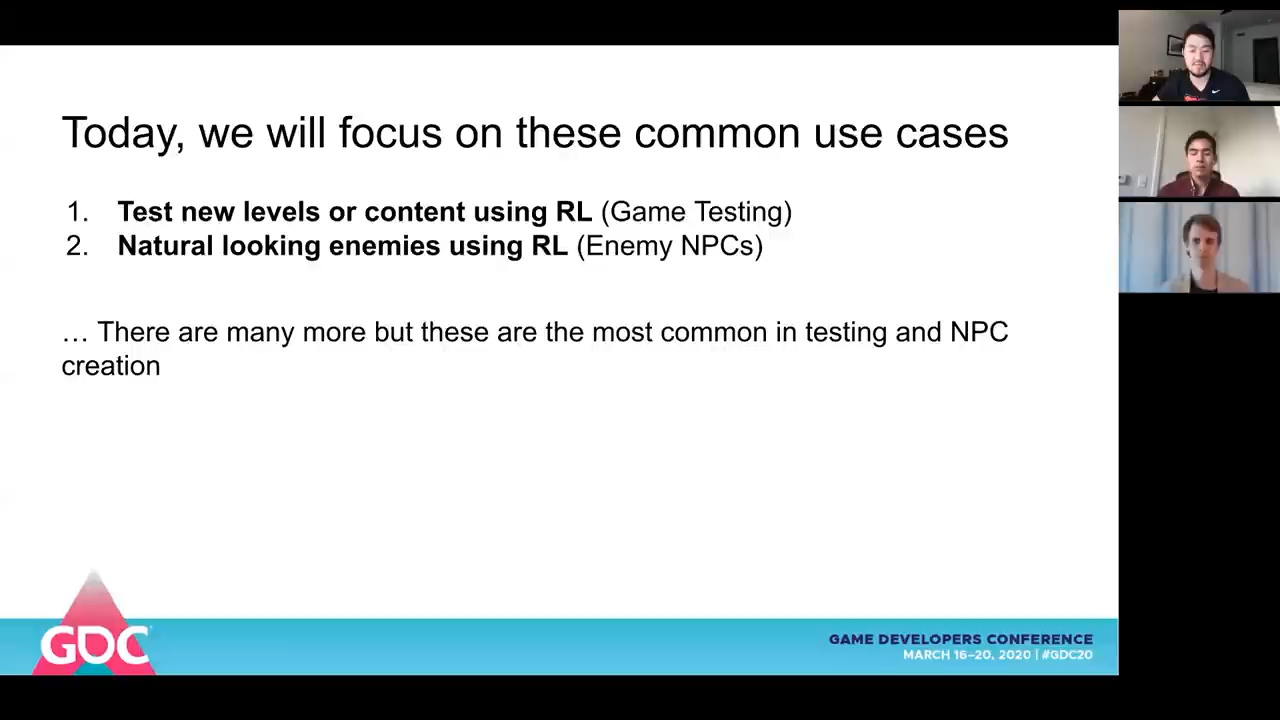 Today, we will focus on these common use cases
1. Test new levels or content using RL (Game Testing)
2. Natural looking enemies using RL (Enemy NPCs)
… There are many more but these are the most common in testing and NPC
creation
GDC
GAME DEVELOPERS CONFERENCE
MARCH 16–20, 2020 | #GDC20